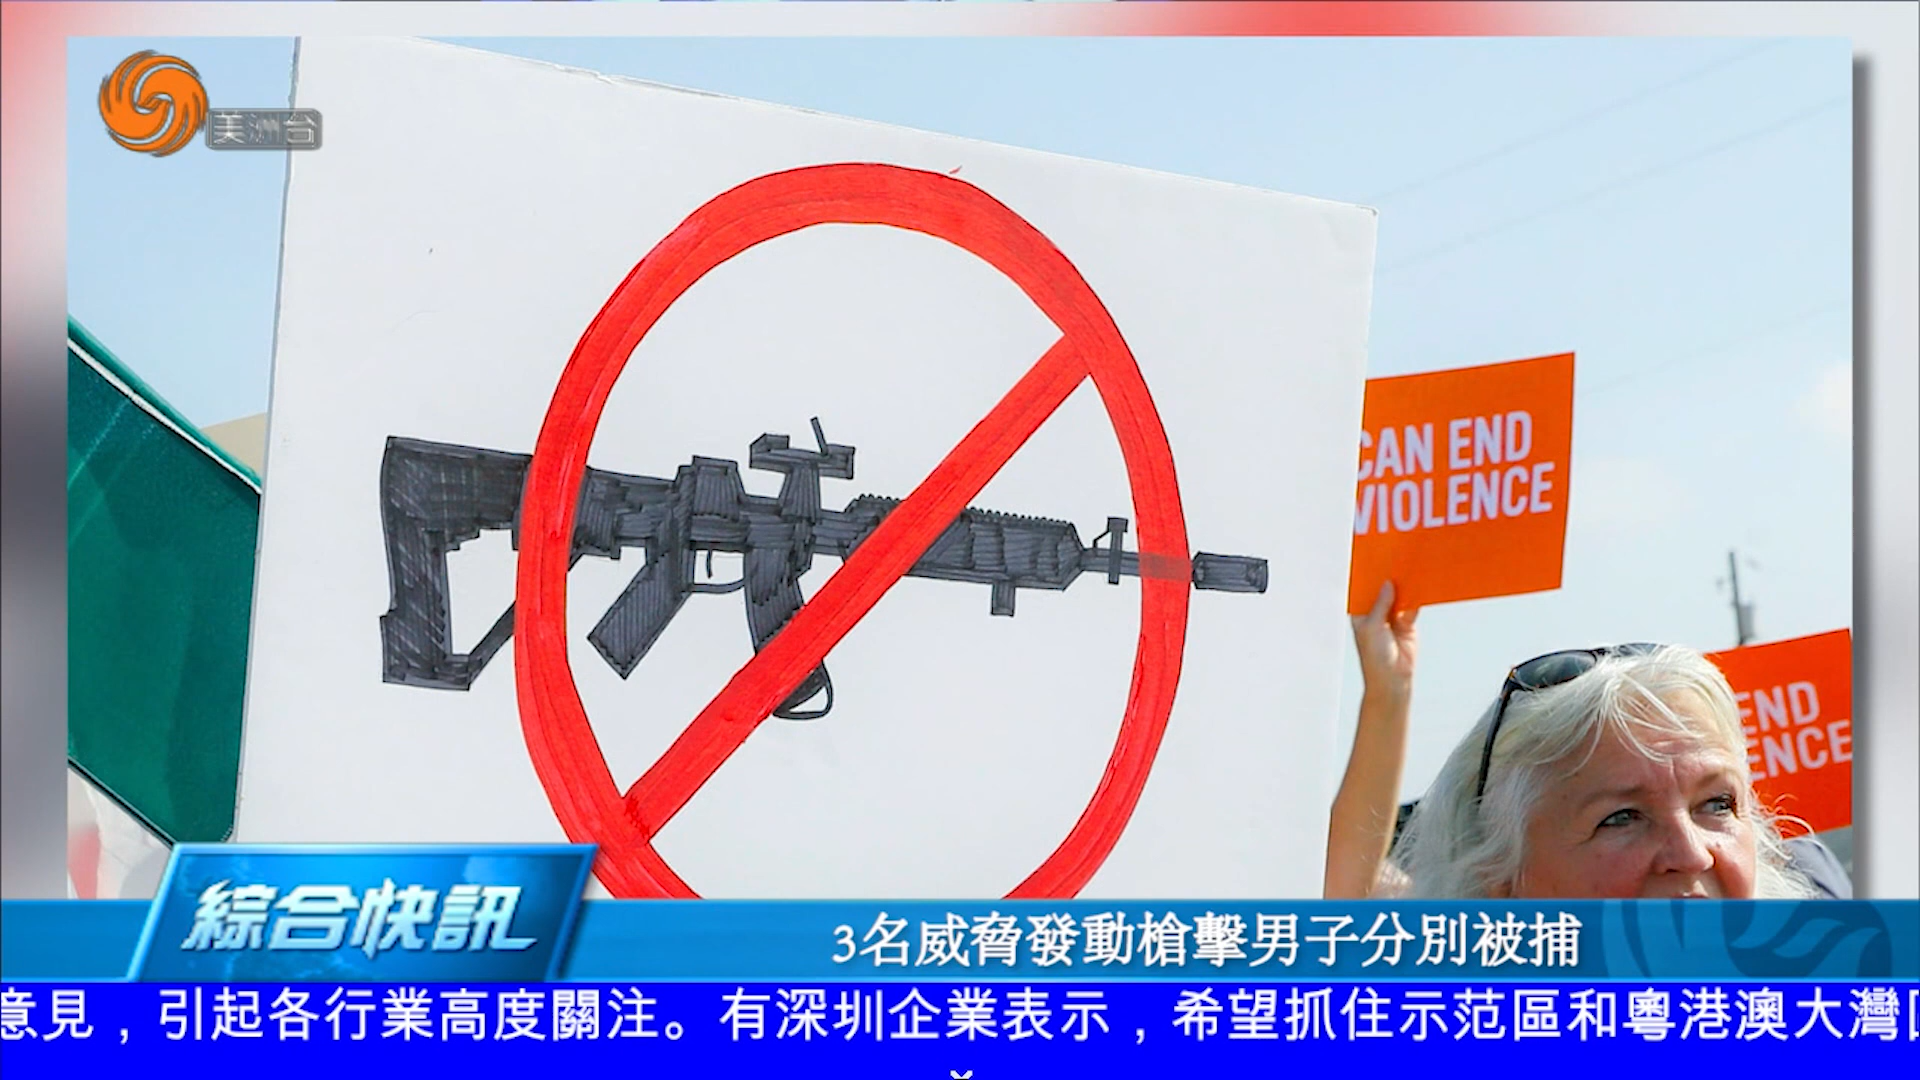 美洲台
CAN END
VIOLENCE
END
ENCE
綜合快訊
3名威脅發動槍擊男子分別被捕
意見，引起各行業高度關注。有深圳企業表示，希望抓住示范區和粵港澳大灣